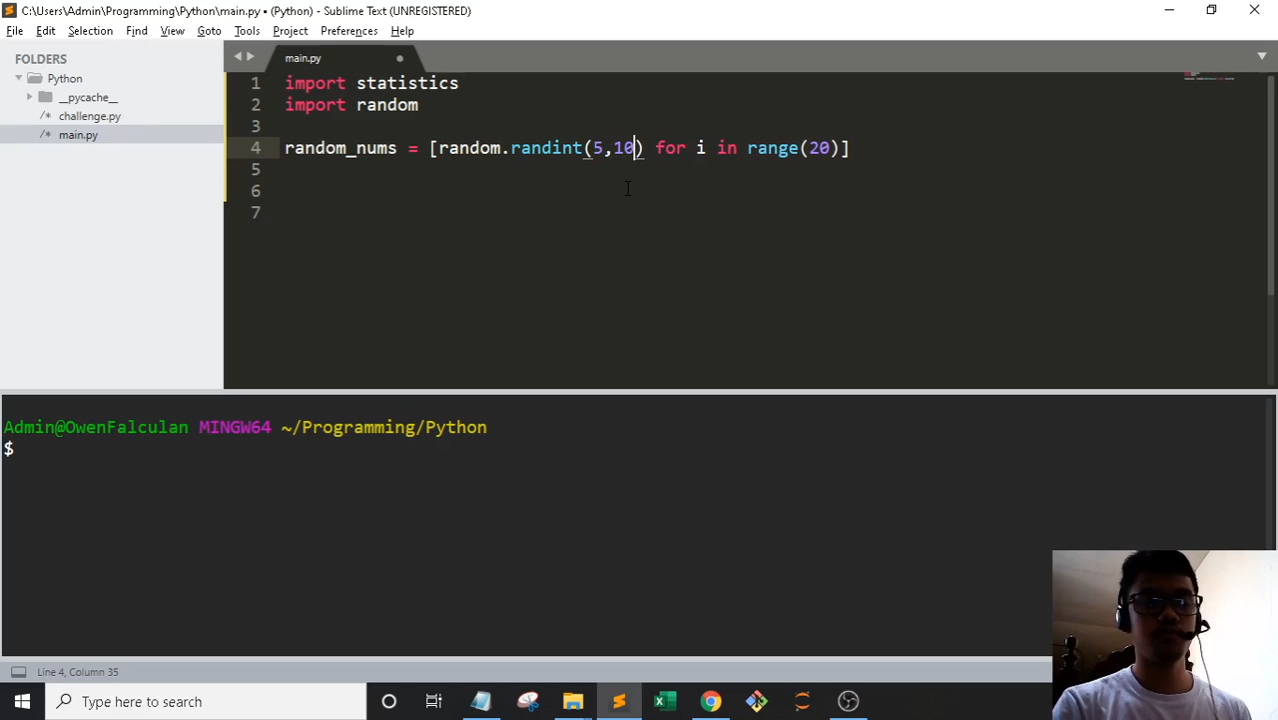 C:\Users\Admin\Programming\Python\main.py • (Python) - Sublime Text (UNREGISTERED)
File Edit Selection Find View Goto Tools Project Preferences Help
FOLDERS
Python
__pycache__
/* challenge.py
/* main.py
main.py
1 import statistics
2 import random
3
4 random_nums = [random.randint(5,10) for i in range(20)]
5
6
7
Admin@OwenFalculan MINGW64 ~/Programming/Python
$
Line 4, Column 35
Type here to search